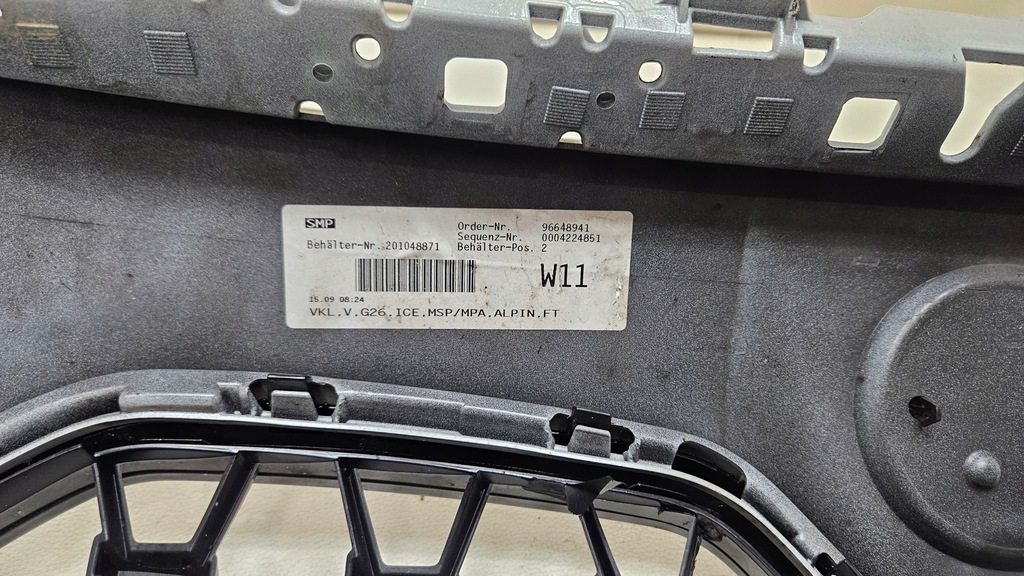 SMP
Order-Nr. 96648941
Sequenz-Nr. 0004224851
Behälter-Nr. 201048871 Behälter-Pos. 2
W11
15.09 08:24
VKL.V.G26.ICE.MSP/MPA.ALPIN.FT